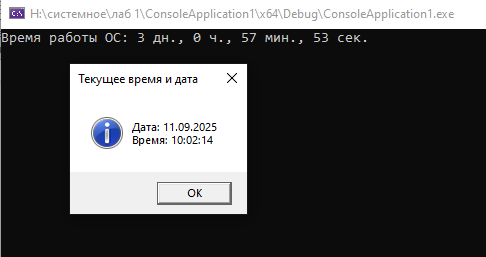 H:\системное\лаб 1\ConsoleApplication1\x64\Debug\ConsoleApplication1.exe
Время работы ОС: 3 дн., 0 ч., 57 мин., 53 сек.
Текущее время и дата
Дата: 11.09.2025
Время: 10:02:14
OK